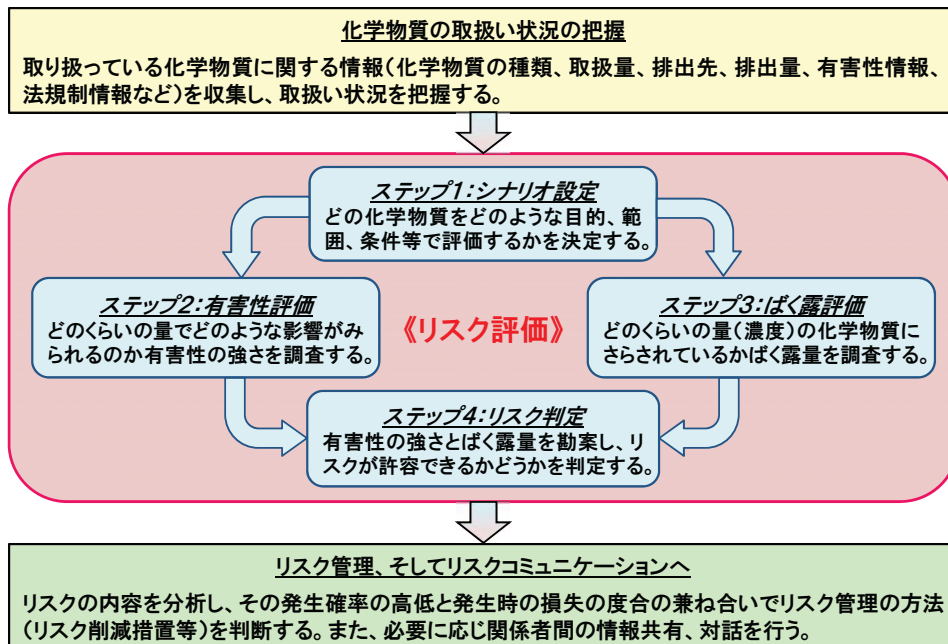 化学物質の取扱い状況の把握
取り扱っている化学物質に関する情報(化学物質の種類、取扱量、排出先、排出量、有害性情報、
法規制情報など)を収集し、取扱い状況を把握する。
ステップ1:シナリオ設定
どの化学物質をどのような目的、範
囲、条件等で評価するかを決定する。
ステップ2:有害性評価
どのくらいの量でどのような影響がみ
られるのか有害性の強さを調査する。
《リスク評価》
ステップ3:ばく露評価
どのくらいの量(濃度)の化学物質に
さらされているかばく露量を調査する。
ステップ4:リスク判定
有害性の強さとばく露量を勘案し、リ
スクが許容できるかどうかを判定する。
リスク管理、そしてリスクコミュニケーションへ
リスクの内容を分析し、その発生確率の高低と発生時の損失の度合の兼ね合いでリスク管理の方法
(リスク削減措置等)を判断する。また、必要に応じ関係者間の情報共有、対話を行う。